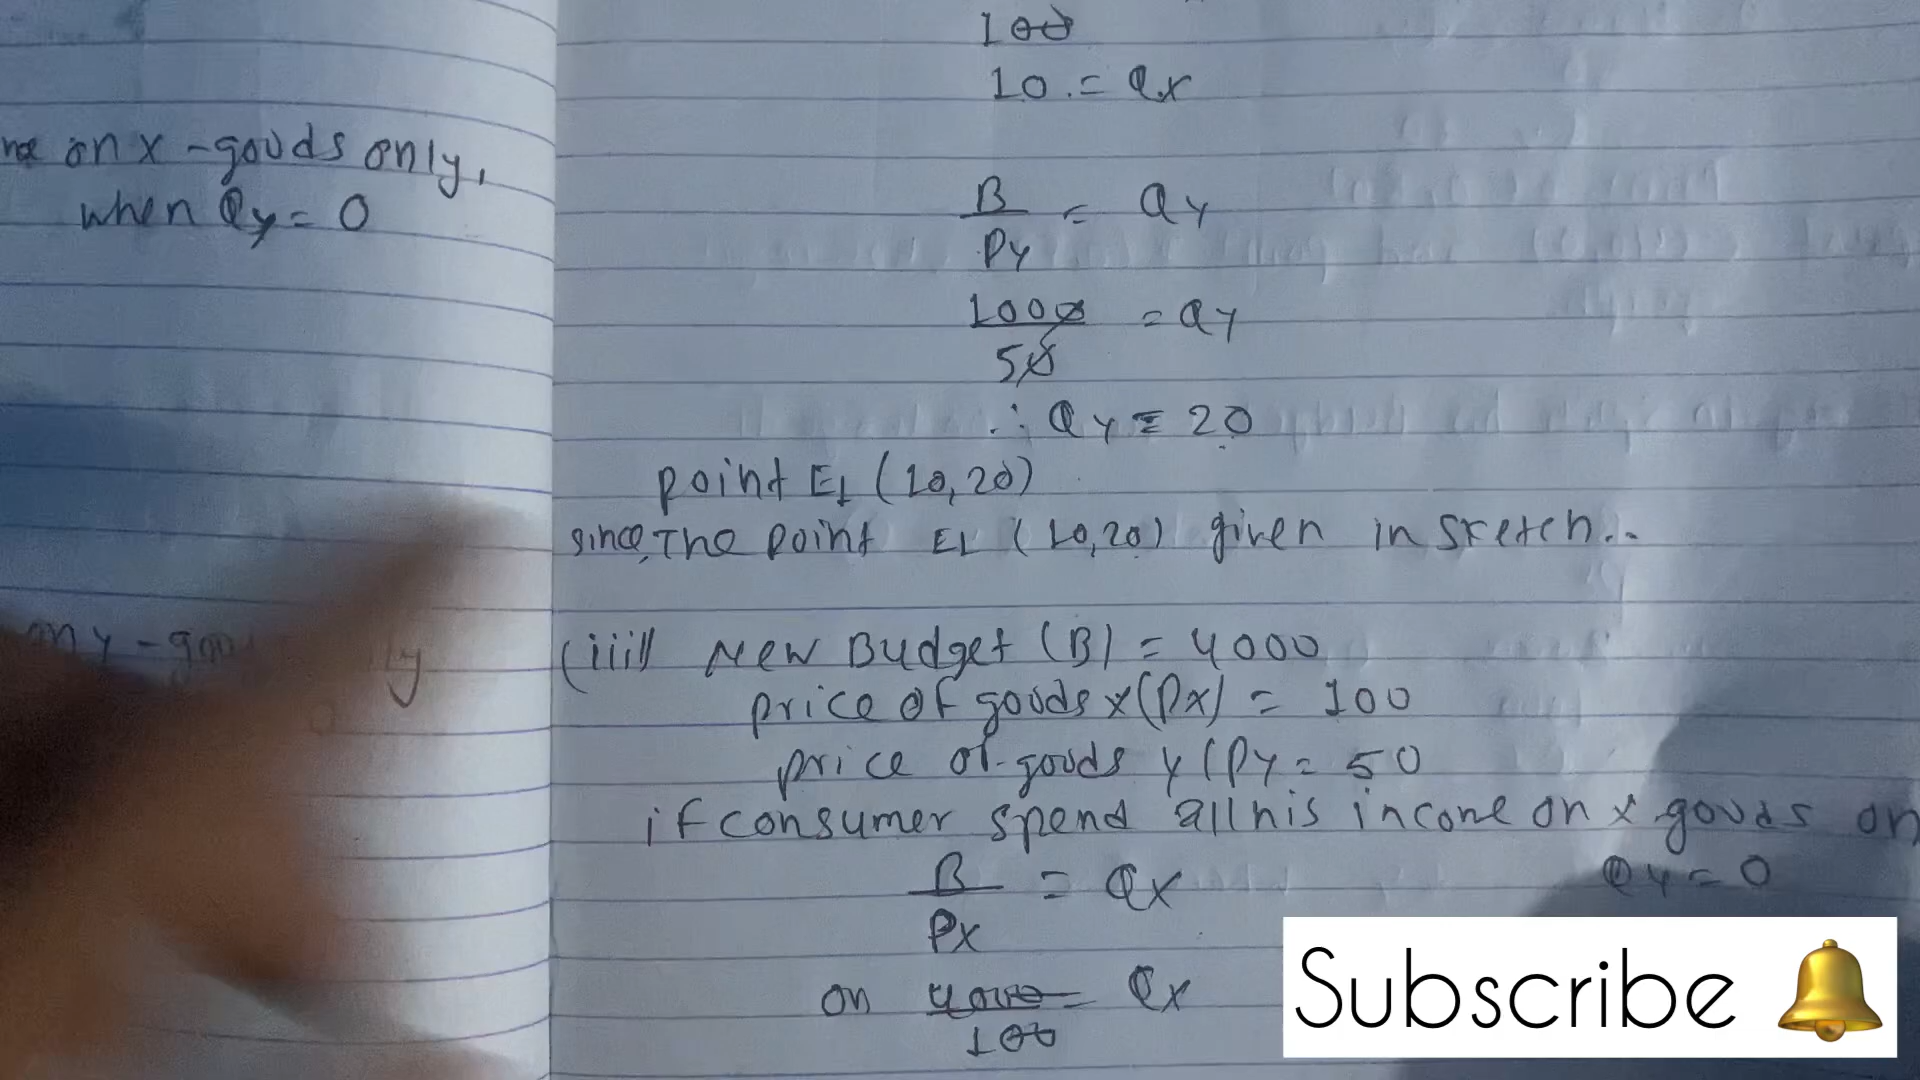 on x-goods only,
when Qy = 0
on y-
100
10 = Qx
B = Qy
Py
1000 = Qy
50
∴ Qy = 20
point E1 (10,20)
since, The point E1 (10,20) given in sketch..
(iii) New Budget (B) = 4000
price of goods x (Px) = 100
price of goods y (Py = 50
if consumer spend all his income on x goods on
Qy = 0
B = Qx
Px
on 4000 = Qx
100
Subscribe